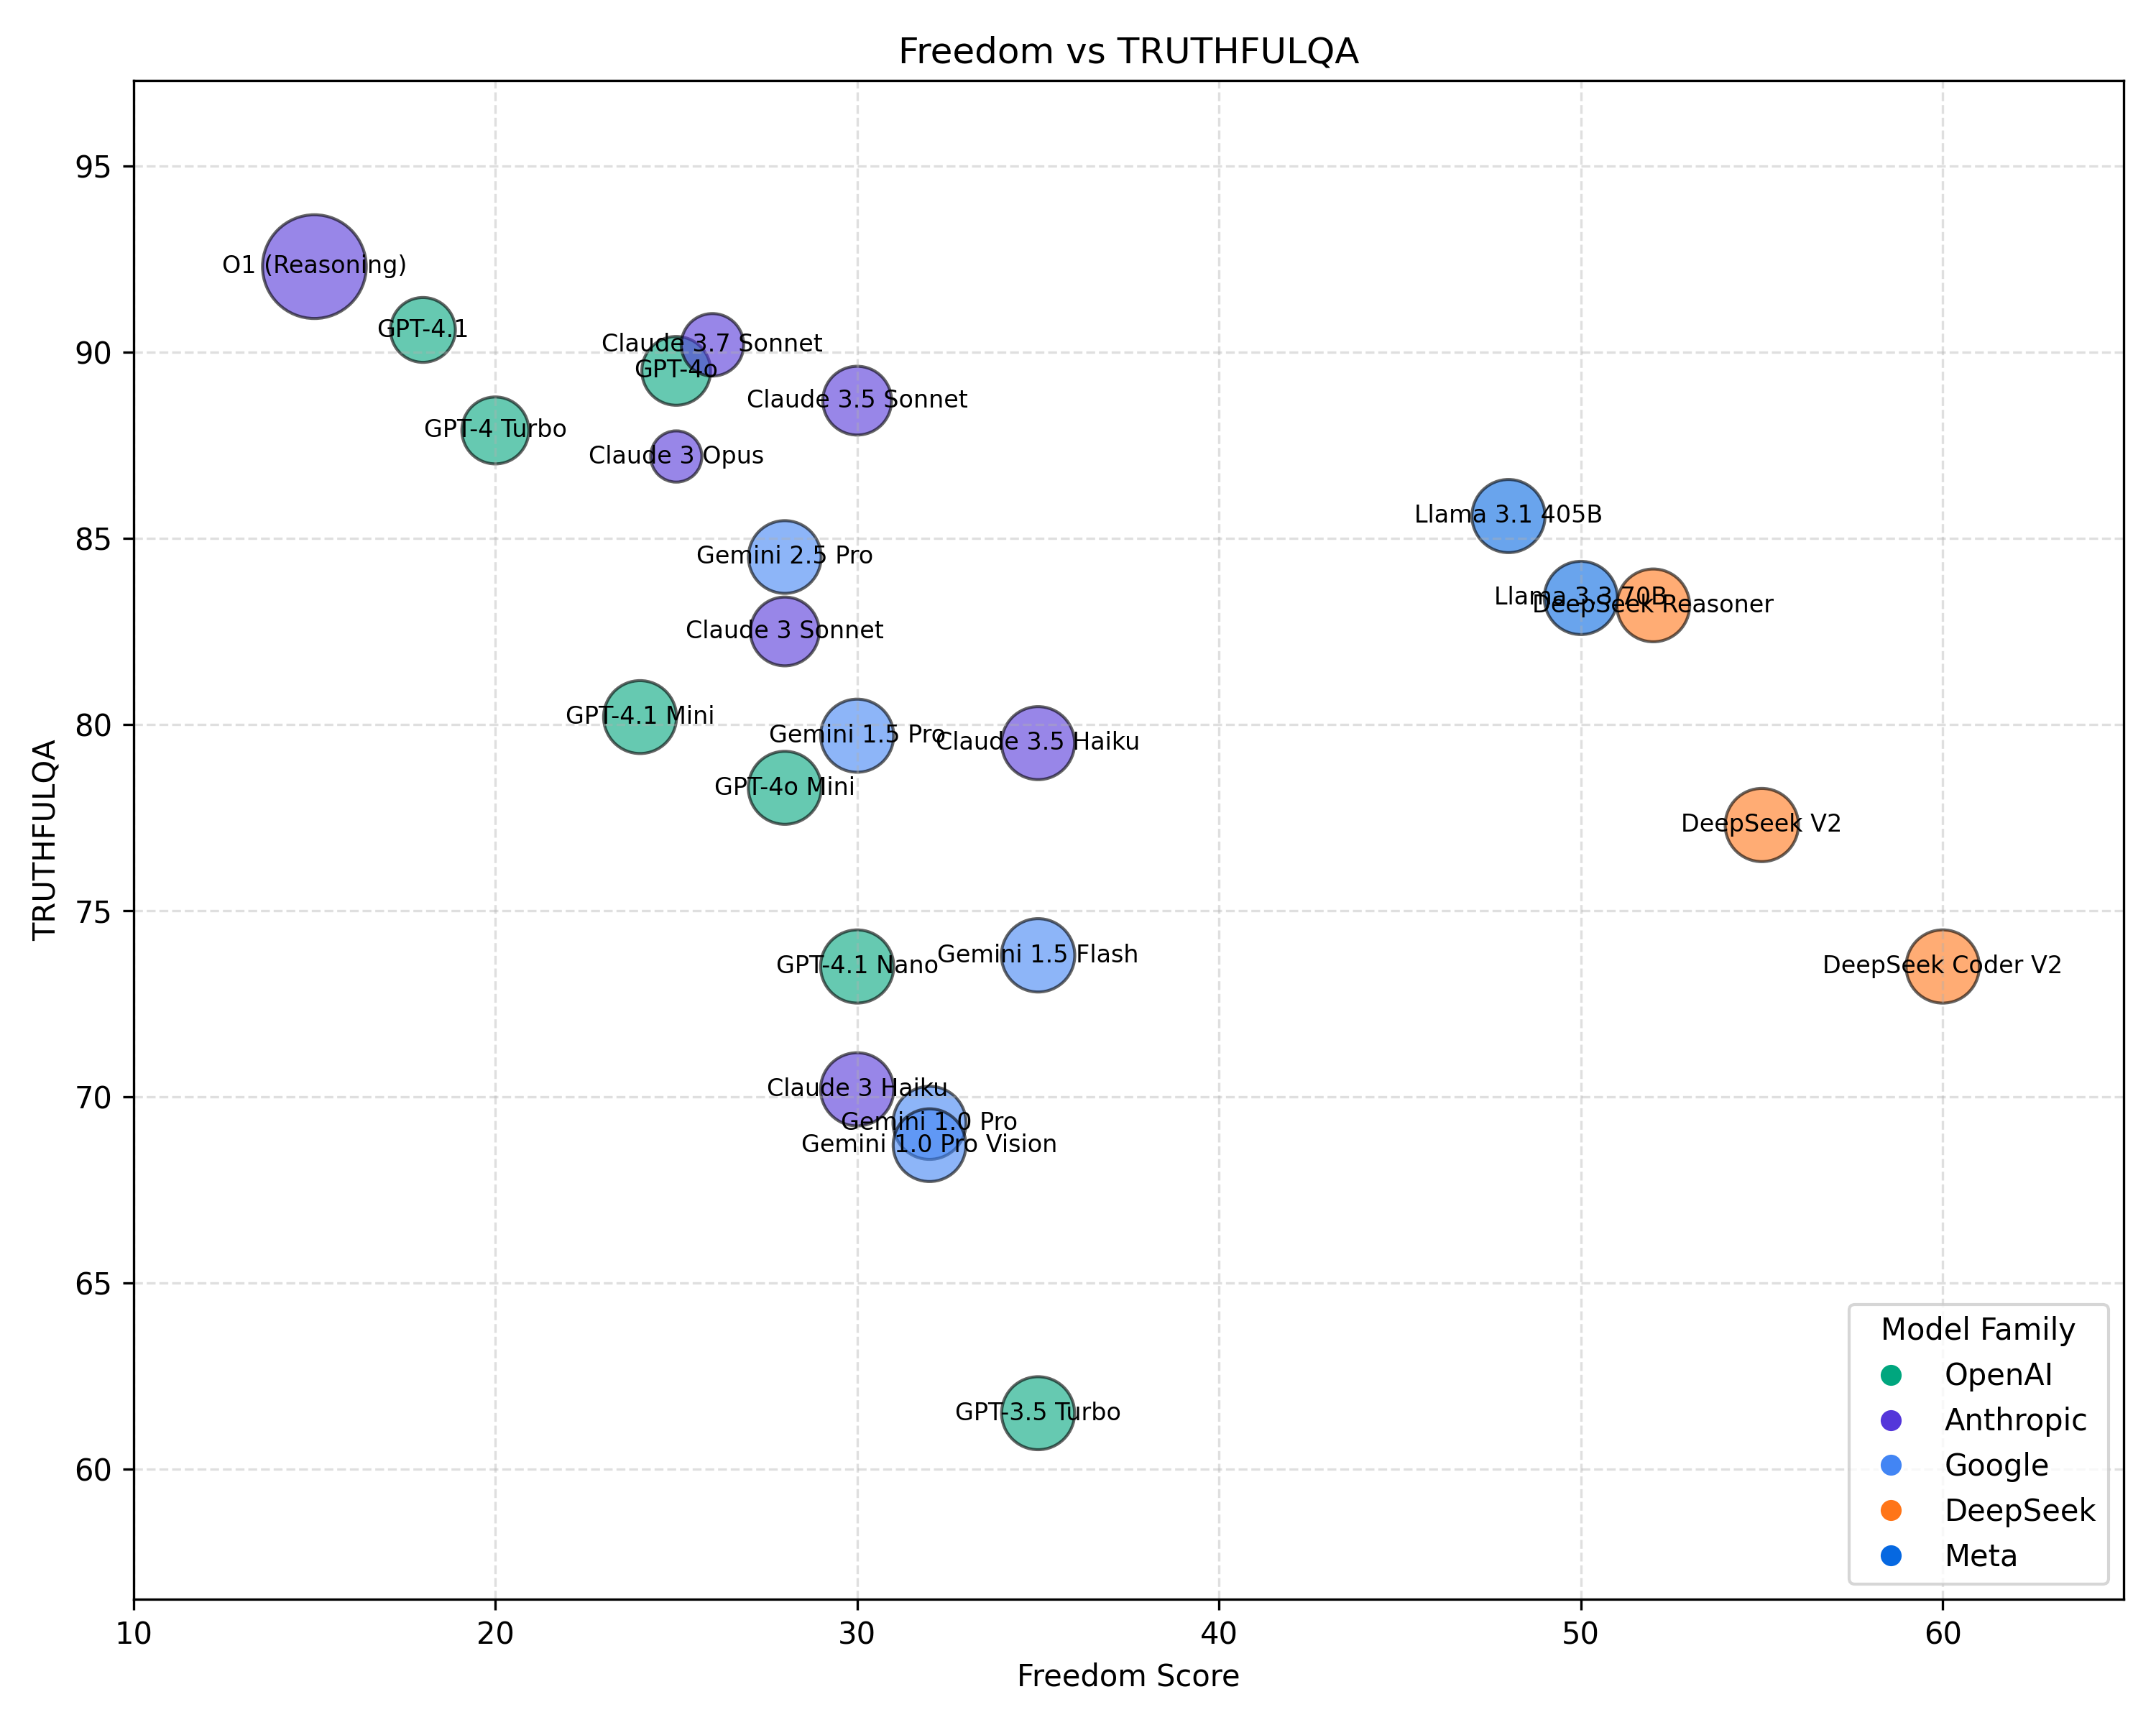 Freedom vs TRUTHFULQA
95
90
85
80
75
70
65
60
TRUTHFULQA
O1 (Reasoning)
GPT-4.1
Claude 3.7 Sonnet
GPT-4o
Claude 3.5 Sonnet
GPT-4 Turbo
Claude 3 Opus
Llama 3.1 405B
Gemini 2.5 Pro
Llama 3.3 70B
DeepSeek Reasoner
Claude 3 Sonnet
GPT-4.1 Mini
Gemini 1.5 Pro
Claude 3.5 Haiku
GPT-4o Mini
DeepSeek V2
Gemini 1.5 Flash
GPT-4.1 Nano
DeepSeek Coder V2
Claude 3 Haiku
Gemini 1.0 Pro
Gemini 1.0 Pro Vision
GPT-3.5 Turbo
Model Family
OpenAI
Anthropic
Google
DeepSeek
Meta
10 20 30 40 50 60
Freedom Score